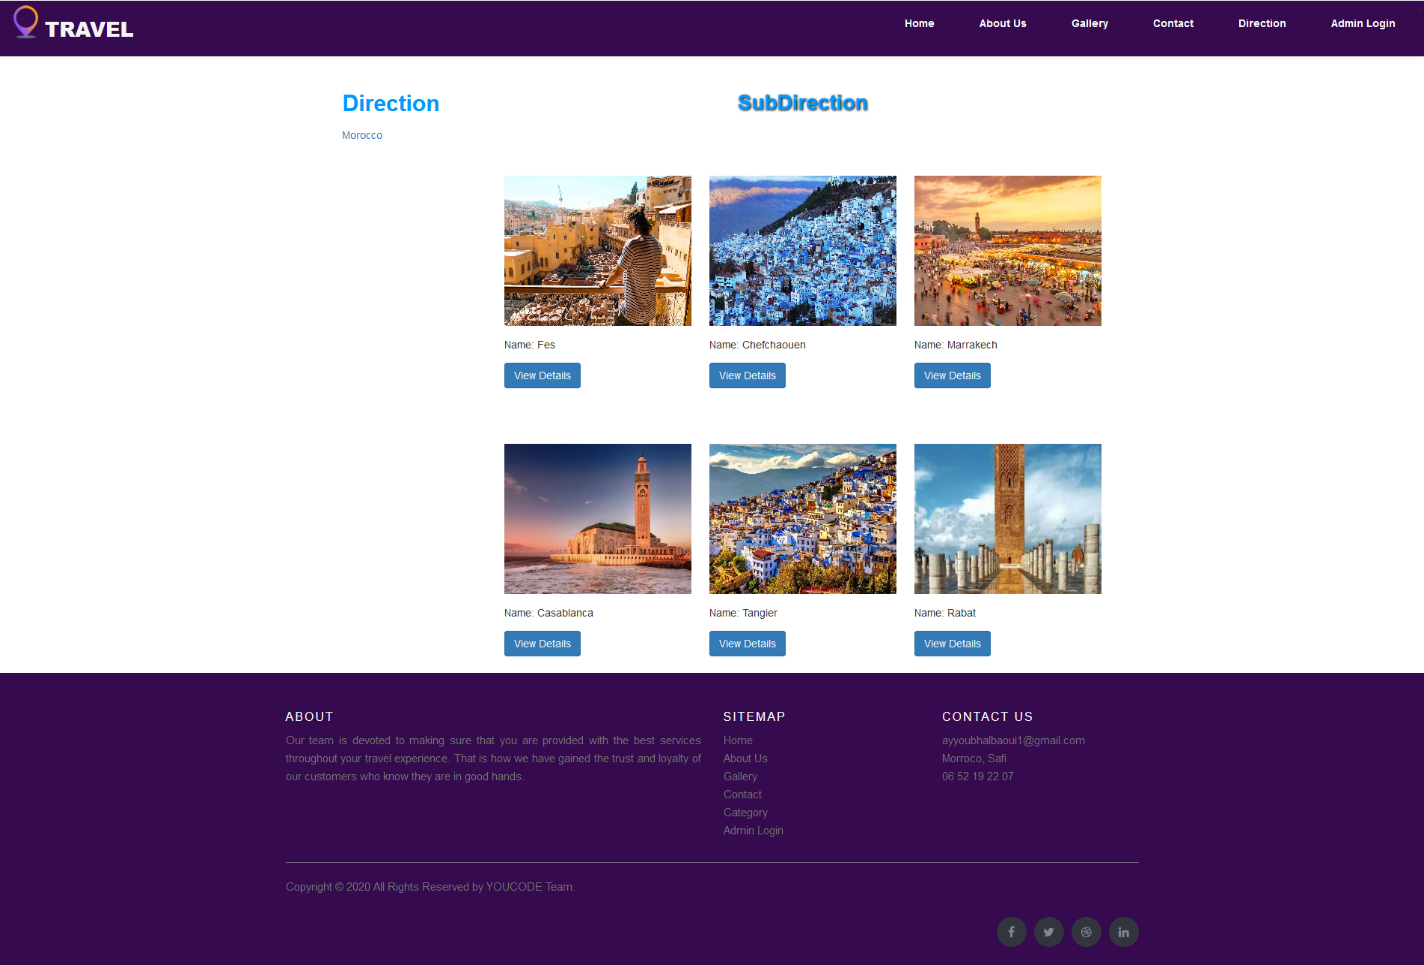 TRAVEL
Home About Us Gallery Contact Direction Admin Login
Direction
Morocco
SubDirection
Name: Fes
View Details
Name: Chefchaouen
View Details
Name: Marrakech
View Details
Name: Casablanca
View Details
Name: Tangier
View Details
Name: Rabat
View Details
ABOUT
Our team is devoted to making sure that you are provided with the best services
throughout your travel experience. That is how we have gained the trust and loyalty of
our customers who know they are in good hands.
SITEMAP
Home
About Us
Gallery
Contact
Category
Admin Login
CONTACT US
ayyoubhalbaoui1@gmail.com
Morroco, Safi
06 52 19 22 07
Copyright © 2020 All Rights Reserved by YOUCODE Team.